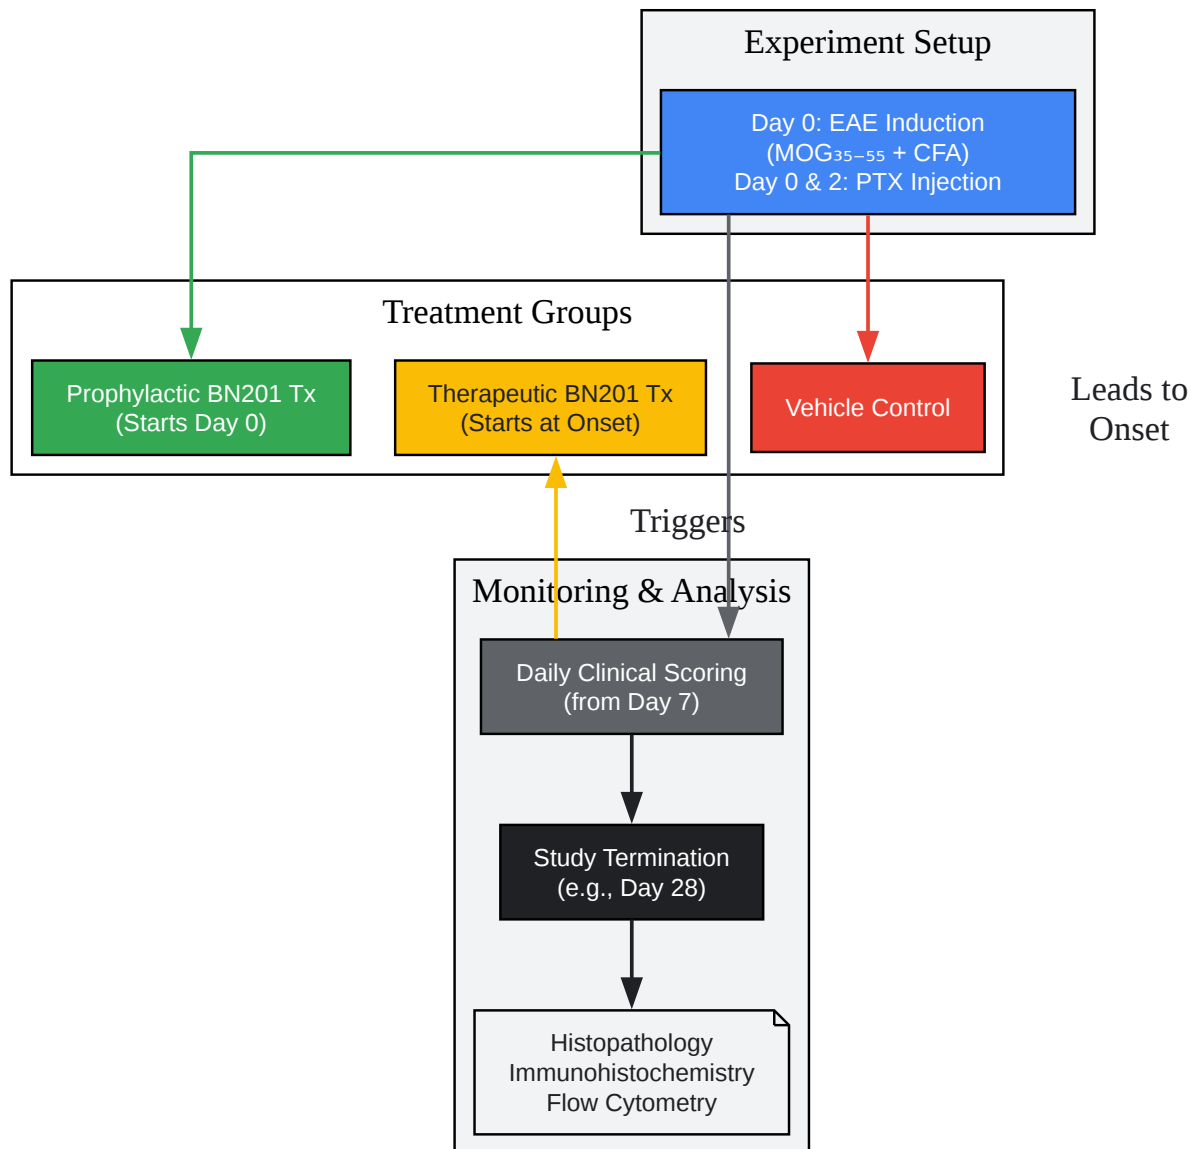 Experiment Setup
Day 0: EAE Induction
(MOG₃₅₋₅₅ + CFA)
Day 0 & 2: PTX Injection
Treatment Groups
Prophylactic BN201 Tx
(Starts Day 0)
Therapeutic BN201 Tx
(Starts at Onset)
Vehicle Control
Leads to
Onset
Triggers
Monitoring & Analysis
Daily Clinical Scoring
(from Day 7)
Study Termination
(e.g., Day 28)
Histopathology
Immunohistochemistry
Flow Cytometry